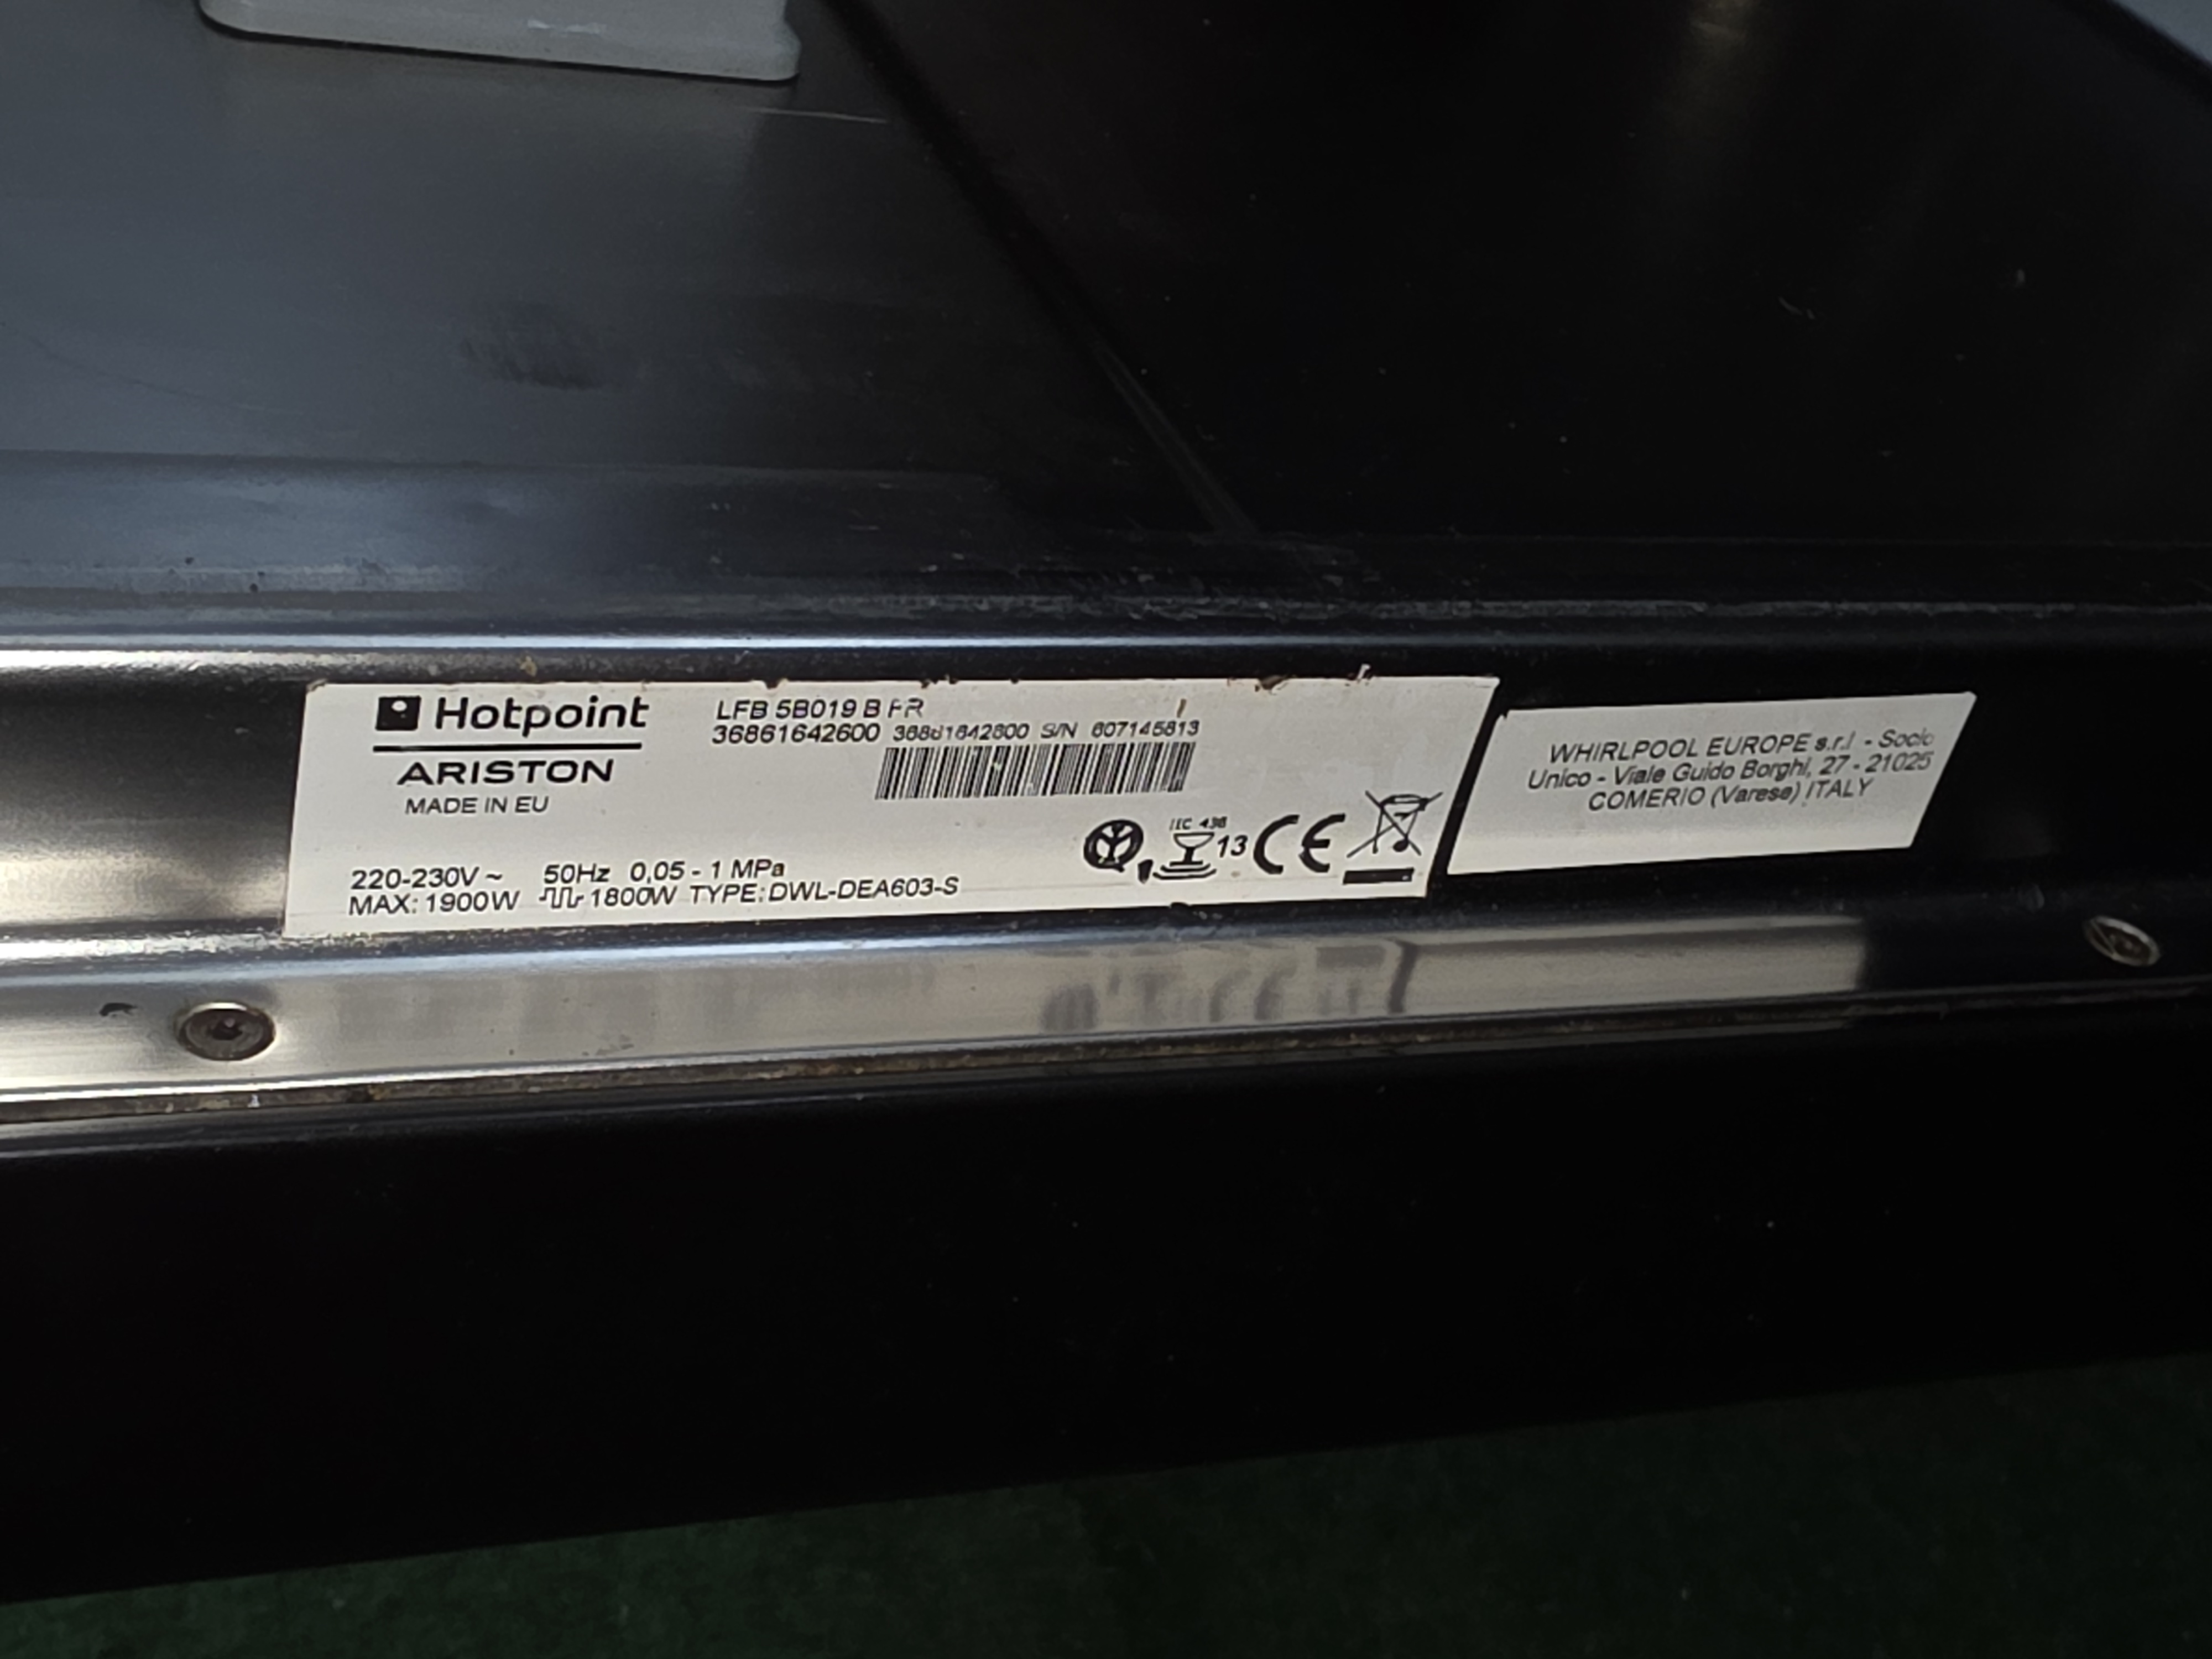 Hotpoint
ARISTON
MADE IN EU
LFB 5B019 B FR
36861642600 S/N 607145813
220-230V ~ 50Hz 0,05 - 1 MPa
MAX: 1900W 1800W TYPE: DWL-DEA603-S
IEC 436
13 CE
WHIRLPOOL EUROPE s.r.l - Socio
Unico - Viale Guido Borghi, 27 - 21025
COMERIO (Varese) ITALY